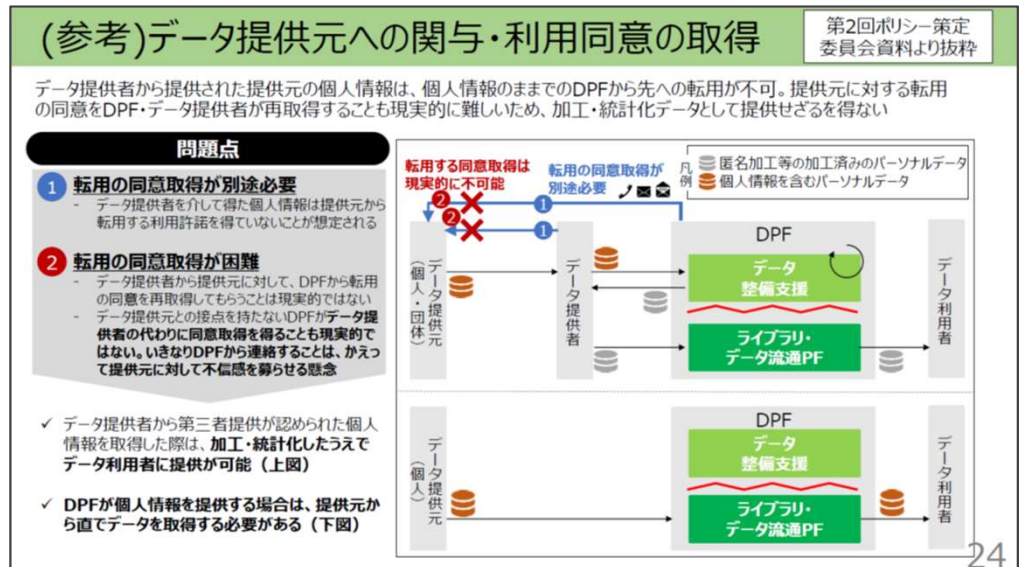 (参考)データ提供元への関与・利用同意の取得
第2回ポリシー策定
委員会資料より抜粋
データ提供者から提供された提供元の個人情報は、個人情報のままでのDPFから先への転用が不可。提供元に対する転用
の同意をDPF・データ提供者が再取得することも現実的に難しいため、加工・統計化データとして提供せざるを得ない
問題点
1 転用の同意取得が別途必要
- データ提供者を介して得た個人情報は提供元から
転用する利用許諾を得ていないことが想定される
2 転用の同意取得が困難
- データ提供者から提供元に対して、DPFから転用
の同意を再取得してもらうことは現実的ではない
- データ提供元との接点を持たないDPFがデータ提
供者の代わりに同意取得を得ることも現実的で
はない。いきなりDPFから連絡することは、かえっ
て提供元に対して不信感を募らせる懸念
✓ データ提供者から第三者提供が認められた個人
情報を取得した際は、加工・統計化したうえで
データ利用者に提供が可能（上図）
✓ DPFが個人情報を提供する場合は、提供元か
ら直でデータを取得する必要がある（下図）
転用する同意取得は
現実的に不可能
転用の同意取得が
別途必要
凡例
匿名加工等の加工済みのパーソナルデータ
個人情報を含むパーソナルデータ
2
1
2
1
データ提供元
（個人・団体）
データ提供者
DPF
データ
整備支援
ライブラリ・
データ流通PF
データ利用者
データ提供元
（個人）
DPF
データ
整備支援
ライブラリ・
データ流通PF
データ利用者
24